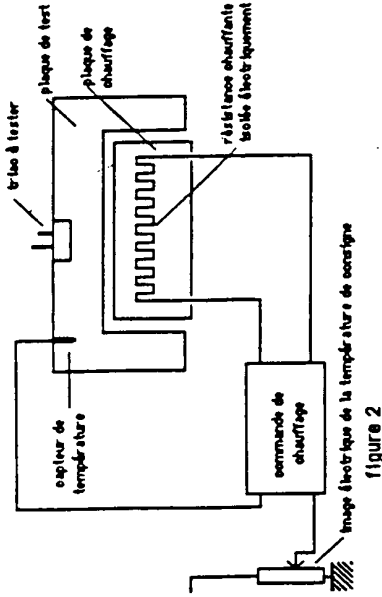 triac à tester
plaque de test
plaque de
chauffage
capteur de
température
résistance chauffante
isolée électriquement
commande de
chauffage
image électrique de la température de consigne
figure 2